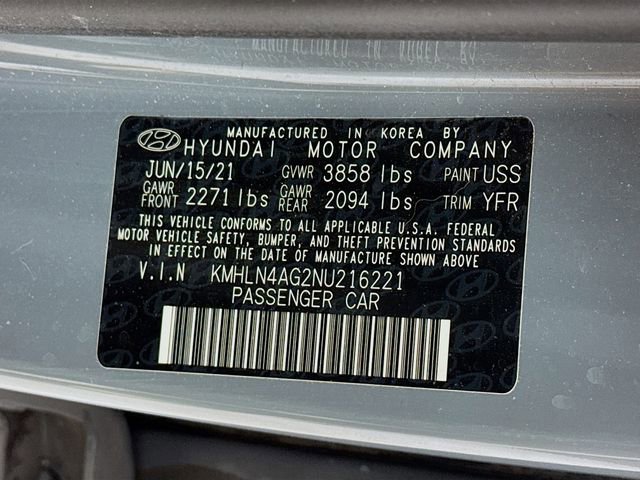 MANUFACTURED IN KOREA BY
HYUNDAI MOTOR COMPANY
JUN/15/21 GVWR 3858 lbs PAINT USS
GAWR FRONT 2271 lbs GAWR REAR 2094 lbs TRIM YFR
THIS VEHICLE CONFORMS TO ALL APPLICABLE U.S.A. FEDERAL
MOTOR VEHICLE SAFETY, BUMPER, AND THEFT PREVENTION STANDARDS
IN EFFECT ON THE DATE OF MANUFACTURE SHOWN ABOVE
V.I.N KMHLN4AG2NU216221
PASSENGER CAR